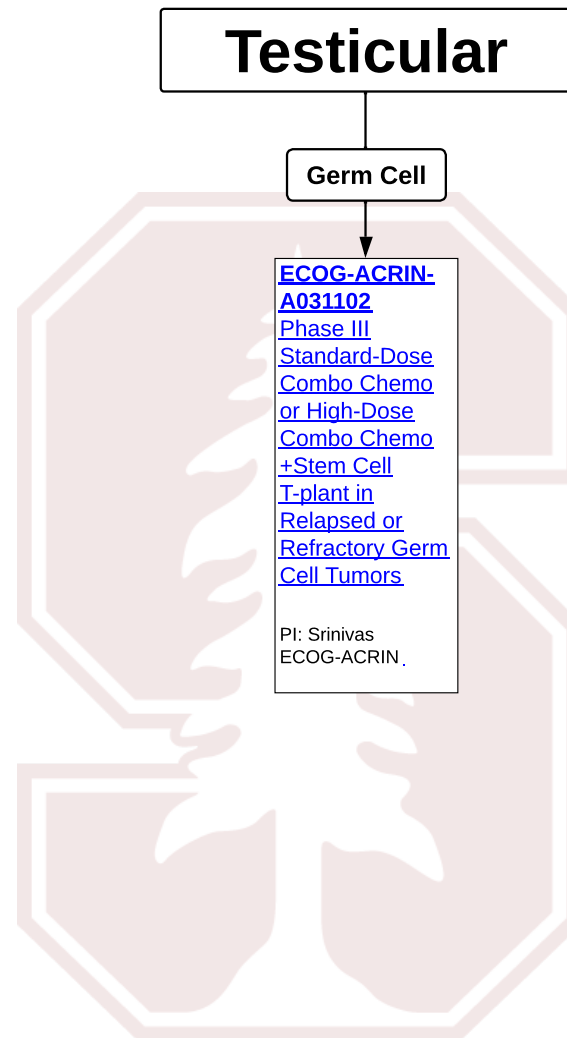 Testicular
Germ Cell
ECOG-ACRIN-
A031102
Phase III
Standard-Dose
Combo Chemo
or High-Dose
Combo Chemo
+Stem Cell
T-plant in
Relapsed or
Refractory Germ
Cell Tumors
PI: Srinivas
ECOG-ACRIN .